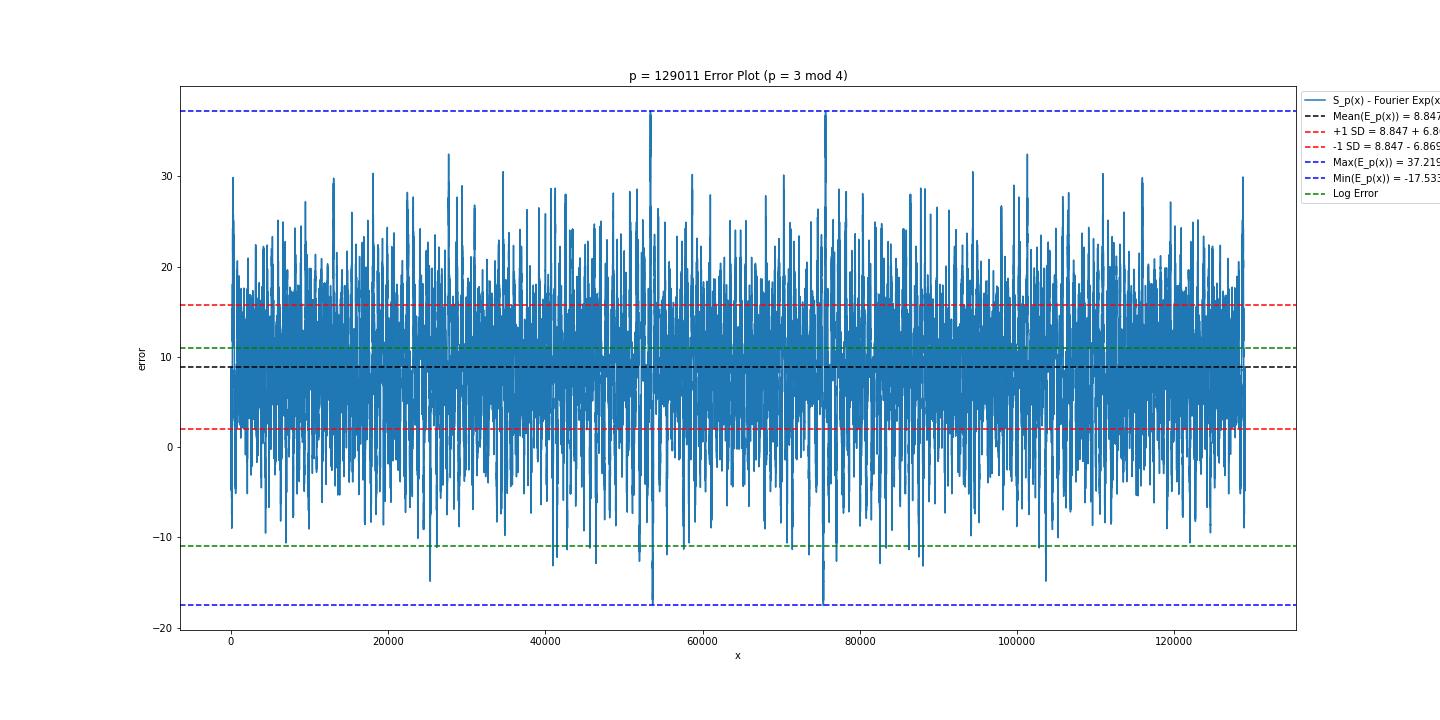 p = 129011 Error Plot (p = 3 mod 4)
S_p(x) - Fourier Exp(x
Mean(E_p(x)) = 8.847
+1 SD = 8.847 + 6.8
-1 SD = 8.847 - 6.869
Max(E_p(x)) = 37.219
Min(E_p(x)) = -17.533
Log Error
error
30
20
10
0
−10
−20
0 20000 40000 60000 80000 100000 120000
x